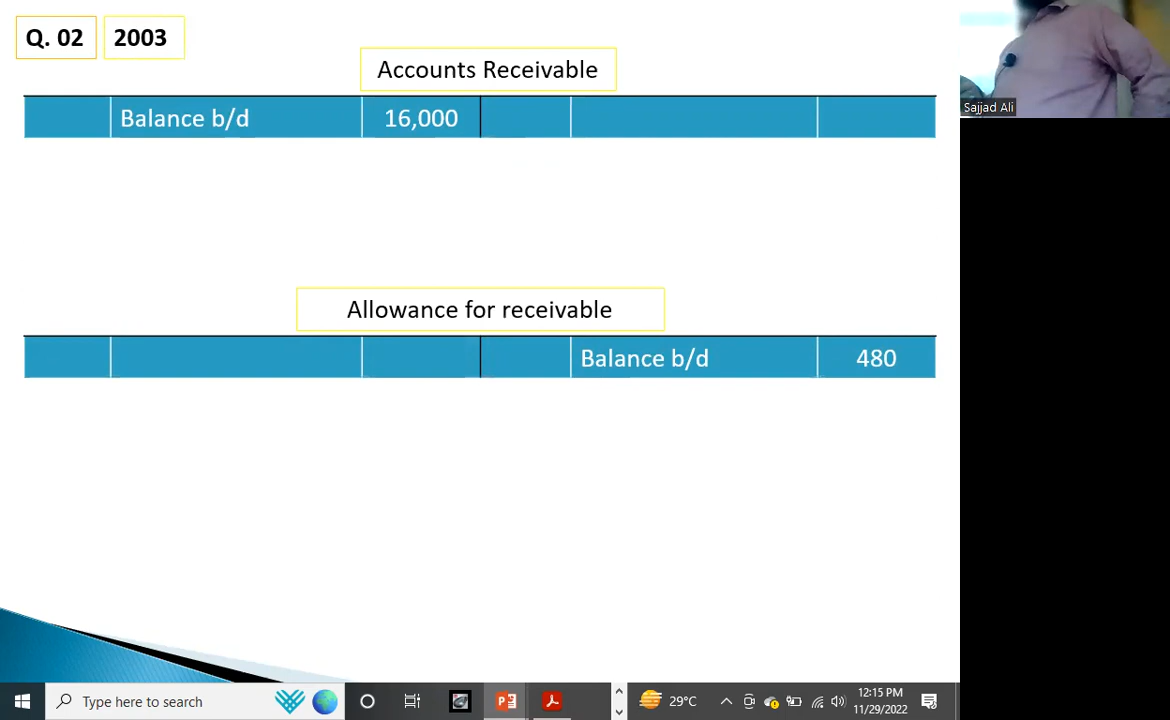 Q. 02 2003
Accounts Receivable
Balance b/d 16,000
Allowance for receivable
Balance b/d 480
Sajjad Ali
Type here to search
29°C
12:15 PM
11/29/2022